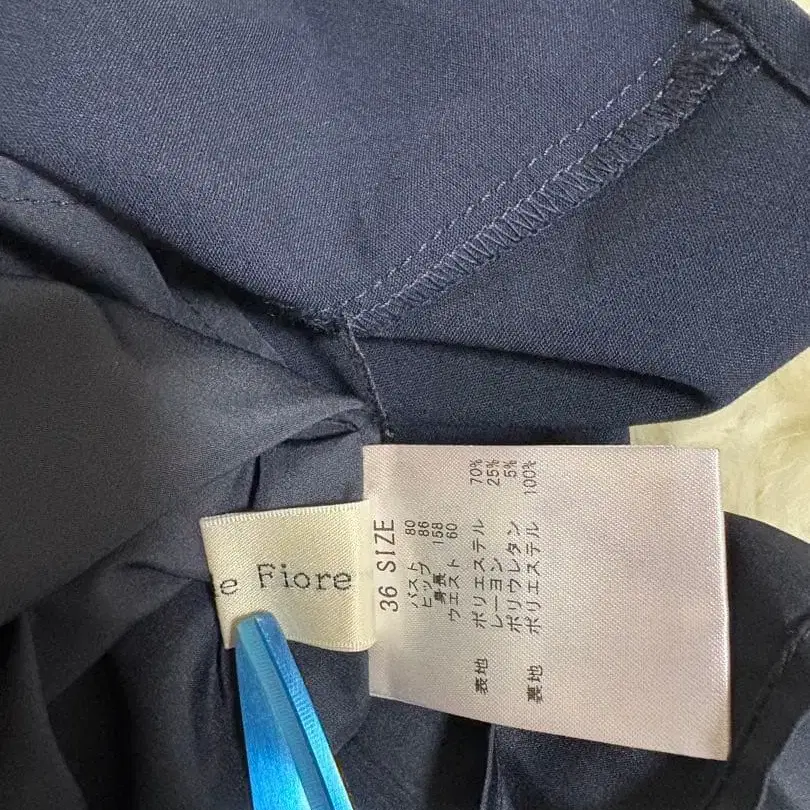 e Fiore
36 SIZE
バスト 80
ヒップ 86
身長 158
ウエスト 60
表地 ポリエステル 70%
レーヨン 25%
ポリウレタン 5%
裏地 ポリエステル 100%